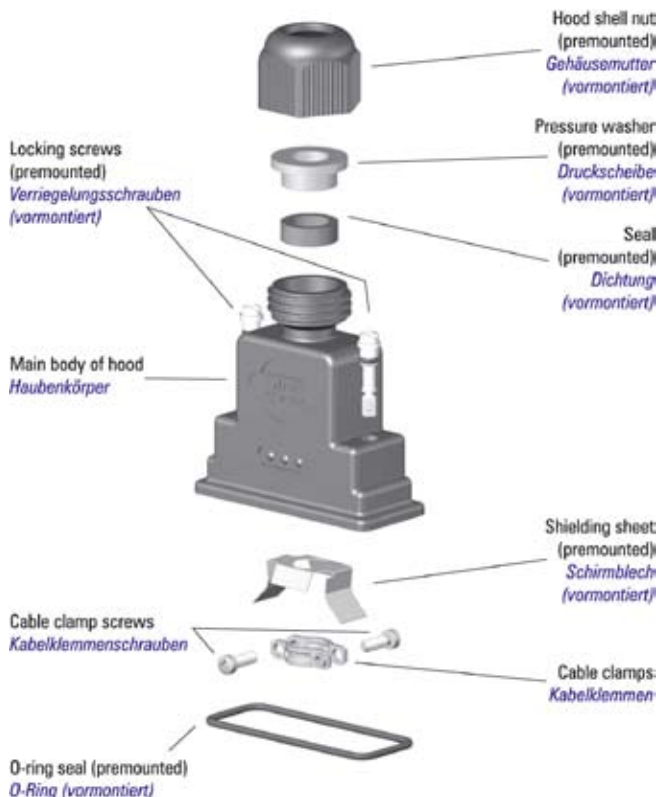 Hood shell nut
(premounted)
Gehäusemutter
(vormontiert)
Pressure washer
(premounted)
Druckscheibe
(vormontiert)
Locking screws
(premounted)
Verriegelungsschrauben
(vormontiert)
Seal
(premounted)
Dichtung
(vormontiert)
Main body of hood
Haubenkörper
Shielding sheet
(premounted)
Schirmblech
(vormontiert)
Cable clamp screws
Kabelklemmenschrauben
Cable clamps
Kabelklemmen
O-ring seal (premounted)
O-Ring (vormontiert)